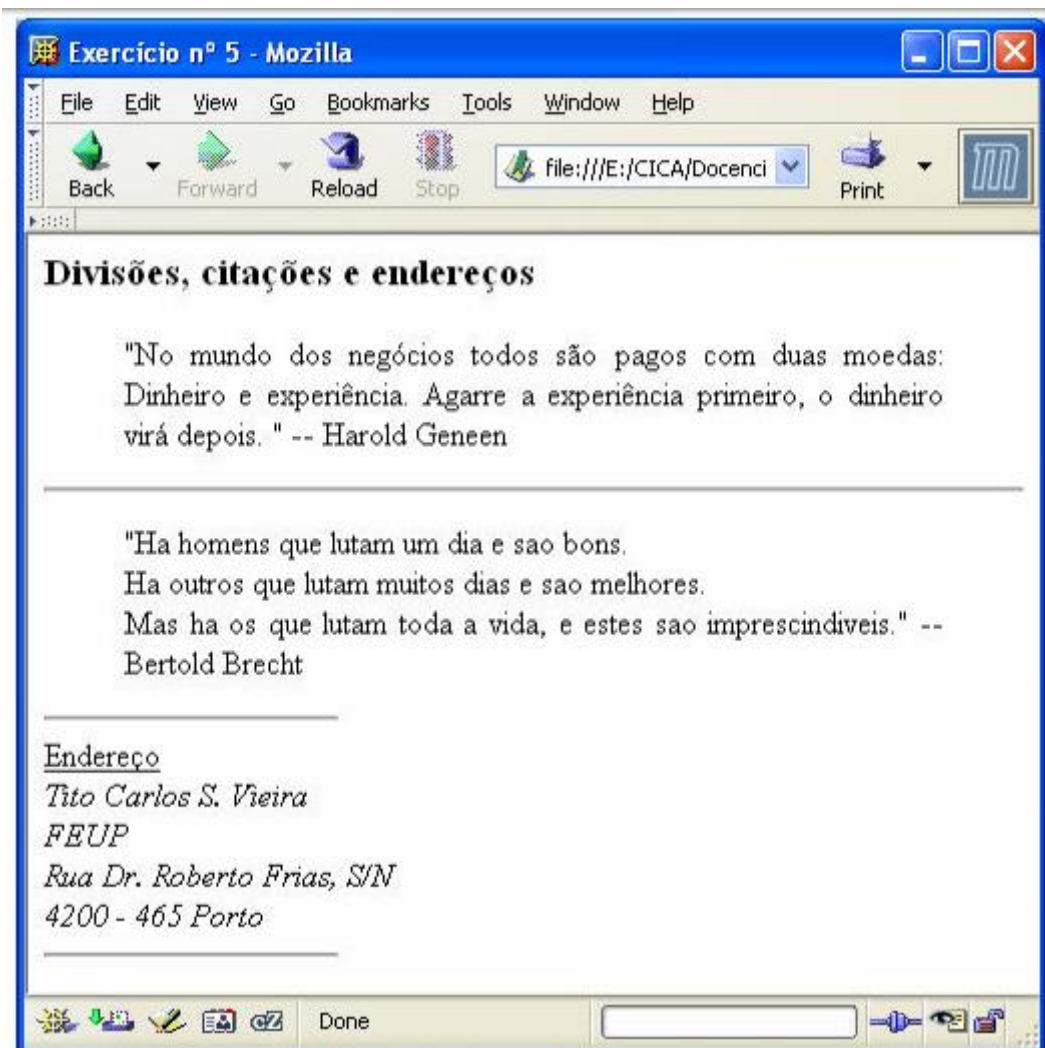 Exercício nº 5 - Mozilla
File Edit View Go Bookmarks Tools Window Help
Back Forward Reload Stop file:///E:/CICA/Docenci Print
Divisões, citações e endereços
"No mundo dos negócios todos são pagos com duas moedas:
Dinheiro e experiência. Agarre a experiência primeiro, o dinheiro
virá depois. " -- Harold Geneen
"Ha homens que lutam um dia e sao bons.
Ha outros que lutam muitos dias e sao melhores.
Mas ha os que lutam toda a vida, e estes sao imprescindiveis." --
Bertold Brecht
Endereço
Tito Carlos S. Vieira
FEUP
Rua Dr. Roberto Frias, S/N
4200 - 465 Porto
Done